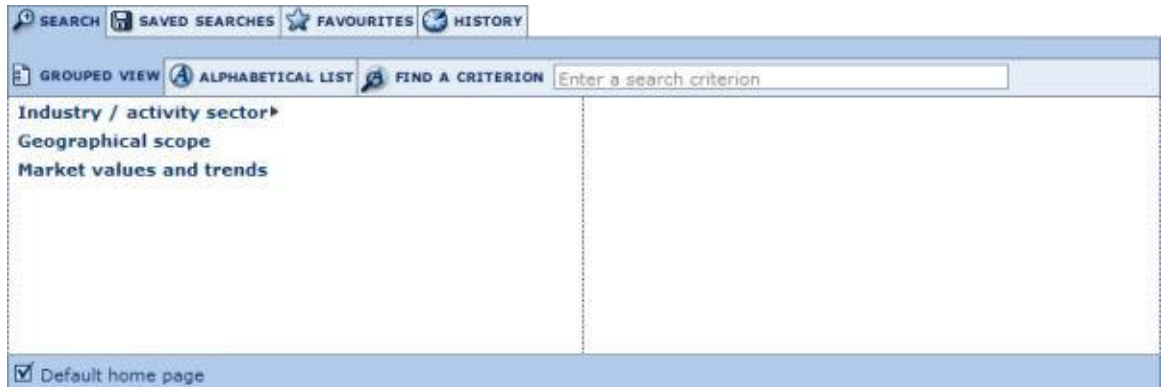 SEARCH SAVED SEARCHES FAVOURITES HISTORY
GROUPED VIEW ALPHABETICAL LIST FIND A CRITERION Enter a search criterion
Industry / activity sector
Geographical scope
Market values and trends
Default home page